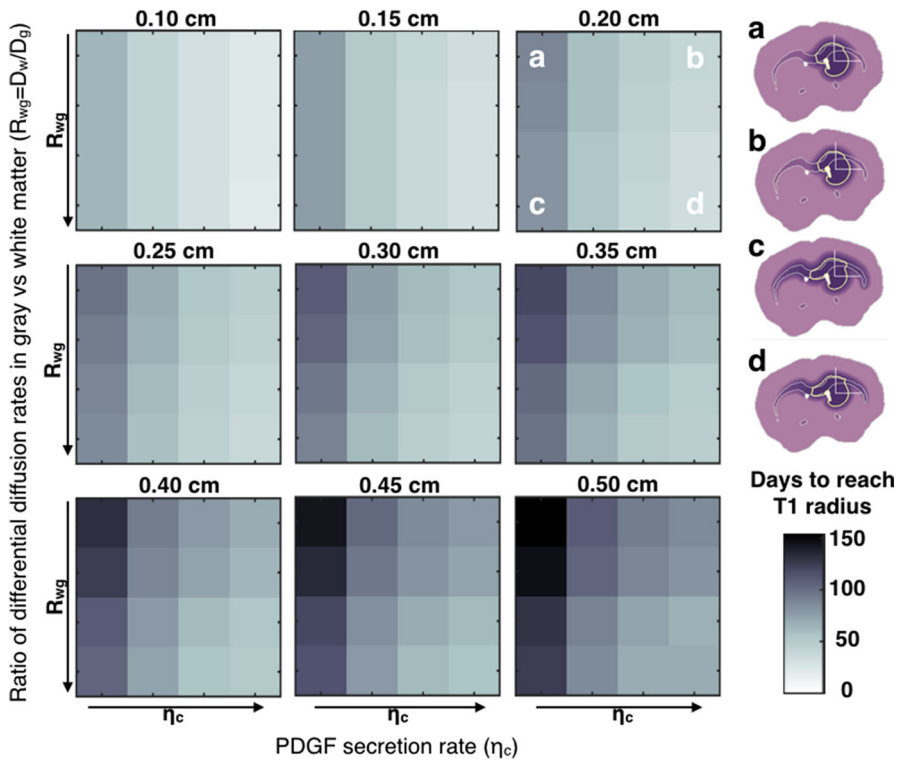 0.10 cm 0.15 cm 0.20 cm
a b
c d
Rwg
0.25 cm 0.30 cm 0.35 cm
Rwg
0.40 cm 0.45 cm 0.50 cm
Rwg
ηc ηc ηc
PDGF secretion rate (ηc)
Ratio of differential diffusion rates in gray vs white matter (Rwg=Dw/Dg)
a
b
c
d
Days to reach
T1 radius
150
100
50
0